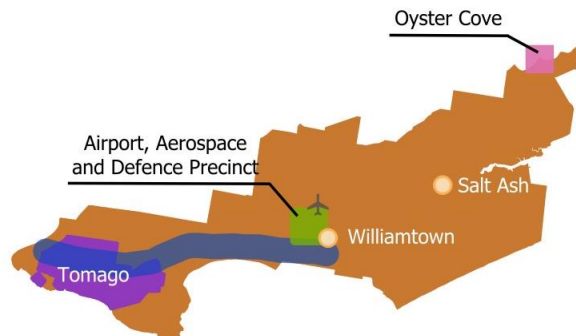 Oyster Cove
Airport, Aerospace
and Defence Precinct
Salt Ash
Williamtown
Tomago